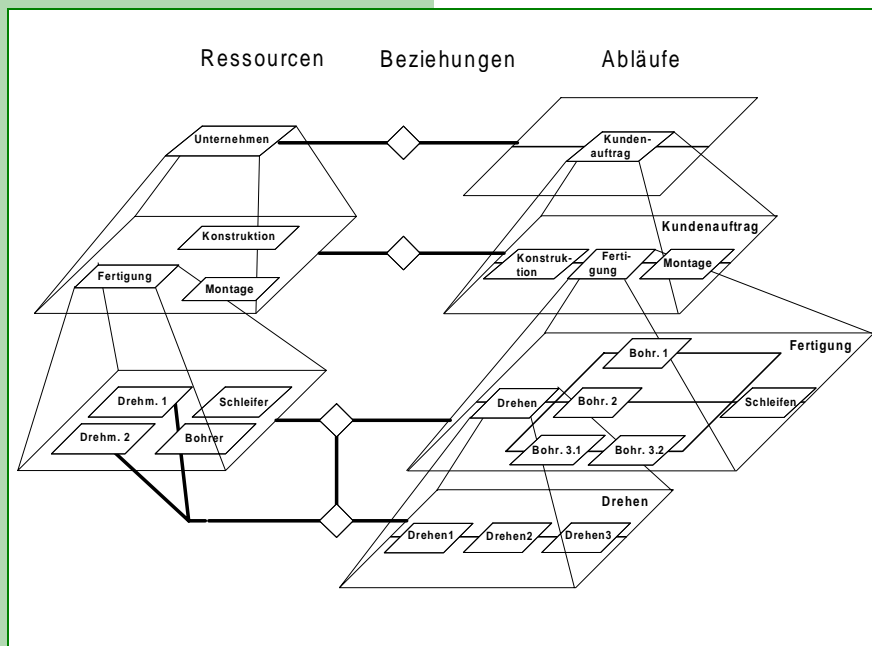 Ressourcen
Beziehungen
Abläufe
Unternehmen
Kunden-
auftrag
Kundenauftrag
Konstruktion
Konstruk-
tion
Ferti-
gung
Montage
Fertigung
Montage
Fertigung
Bohr. 1
Drehm. 1
Schleifer
Drehen
Bohr. 2
Schleifen
Drehm. 2
Bohrer
Bohr. 3.1
Bohr. 3.2
Drehen
Drehen1
Drehen2
Drehen3